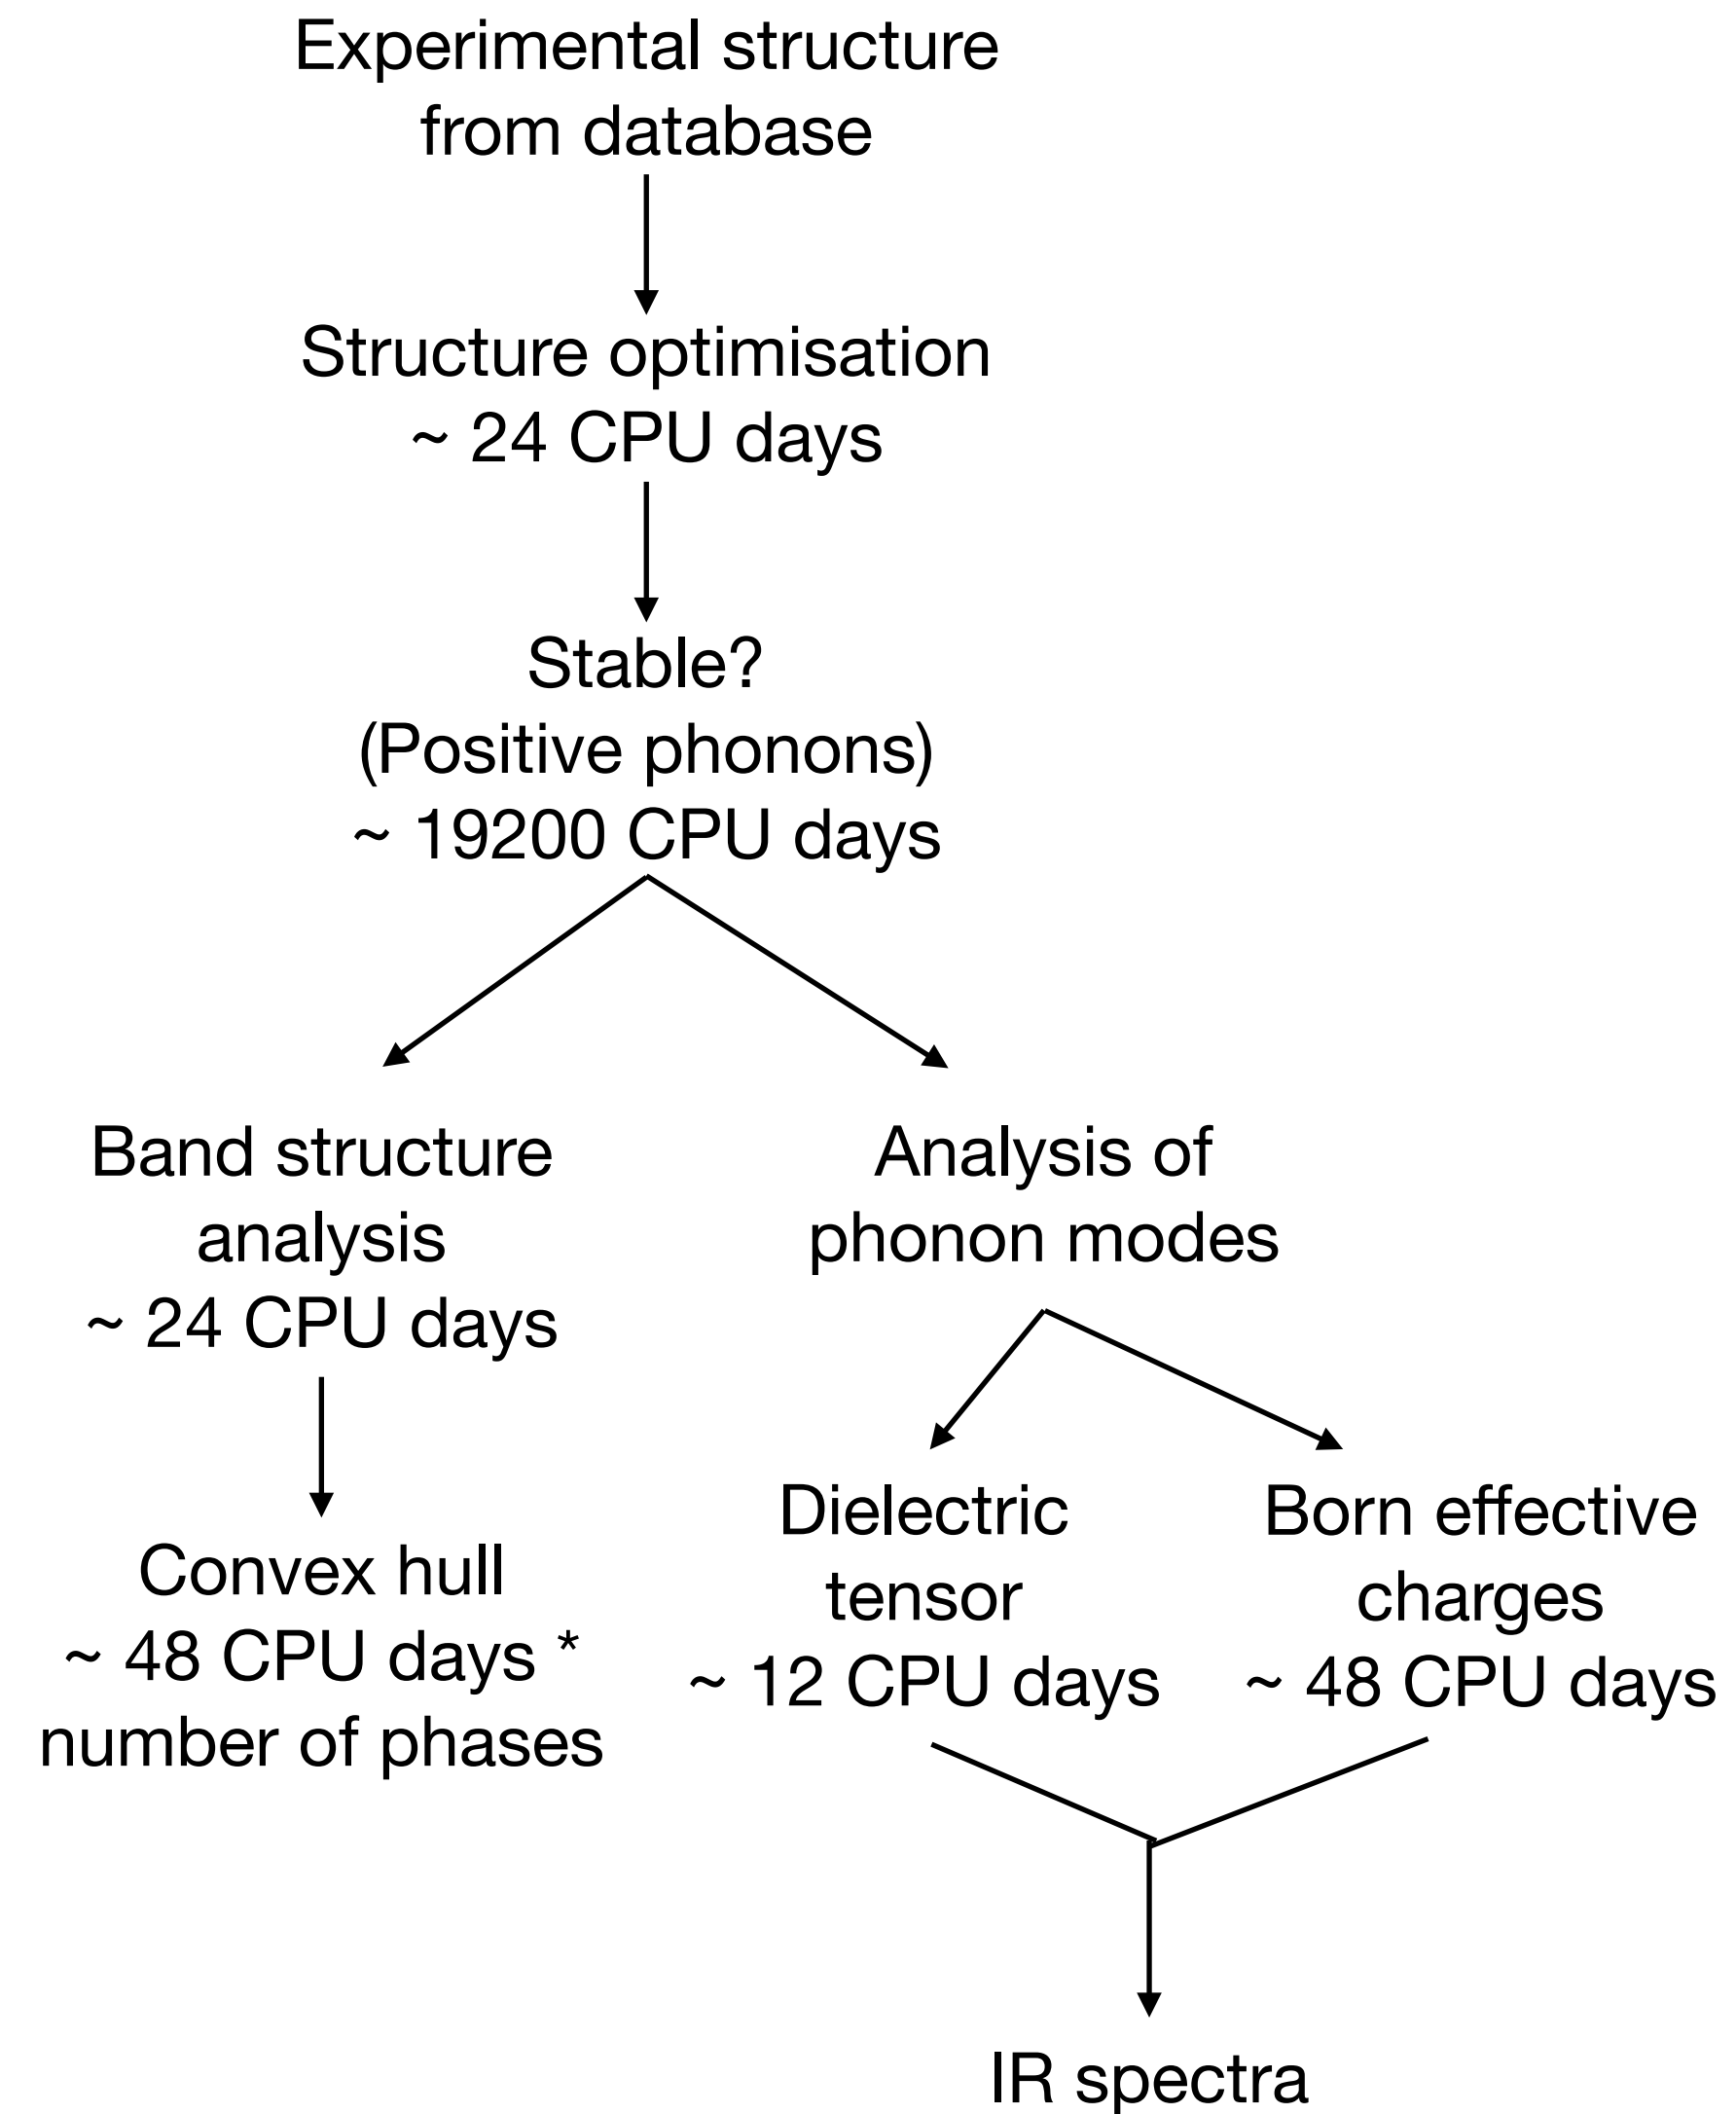 Experimental structure
from database
Structure optimisation
~ 24 CPU days
Stable?
(Positive phonons)
~ 19200 CPU days
Band structure
analysis
~ 24 CPU days
Analysis of
phonon modes
Convex hull
~ 48 CPU days *
number of phases
Dielectric
tensor
~ 12 CPU days
Born effective
charges
~ 48 CPU days
IR spectra